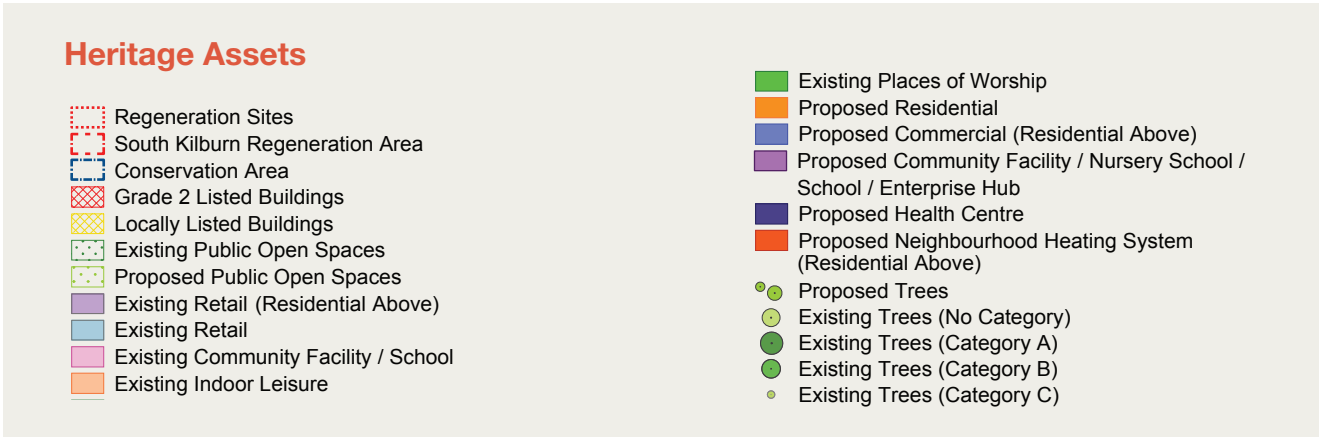 Heritage Assets
Regeneration Sites
South Kilburn Regeneration Area
Conservation Area
Grade 2 Listed Buildings
Locally Listed Buildings
Existing Public Open Spaces
Proposed Public Open Spaces
Existing Retail (Residential Above)
Existing Retail
Existing Community Facility / School
Existing Indoor Leisure
Existing Places of Worship
Proposed Residential
Proposed Commercial (Residential Above)
Proposed Community Facility / Nursery School /
School / Enterprise Hub
Proposed Health Centre
Proposed Neighbourhood Heating System
(Residential Above)
Proposed Trees
Existing Trees (No Category)
Existing Trees (Category A)
Existing Trees (Category B)
Existing Trees (Category C)